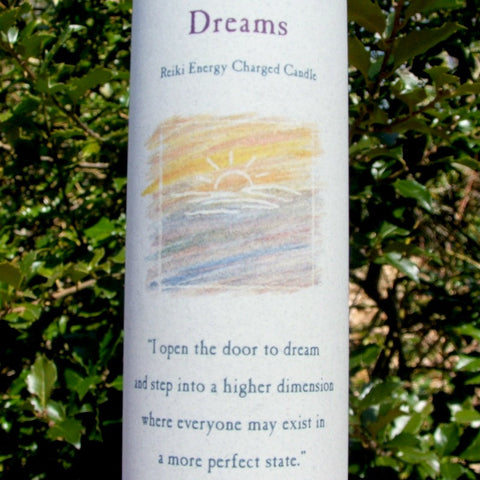 Dreams
Reiki Energy Charged Candle
"I open the door to dream
and step into a higher dimension
where everyone may exist in
a more perfect state."